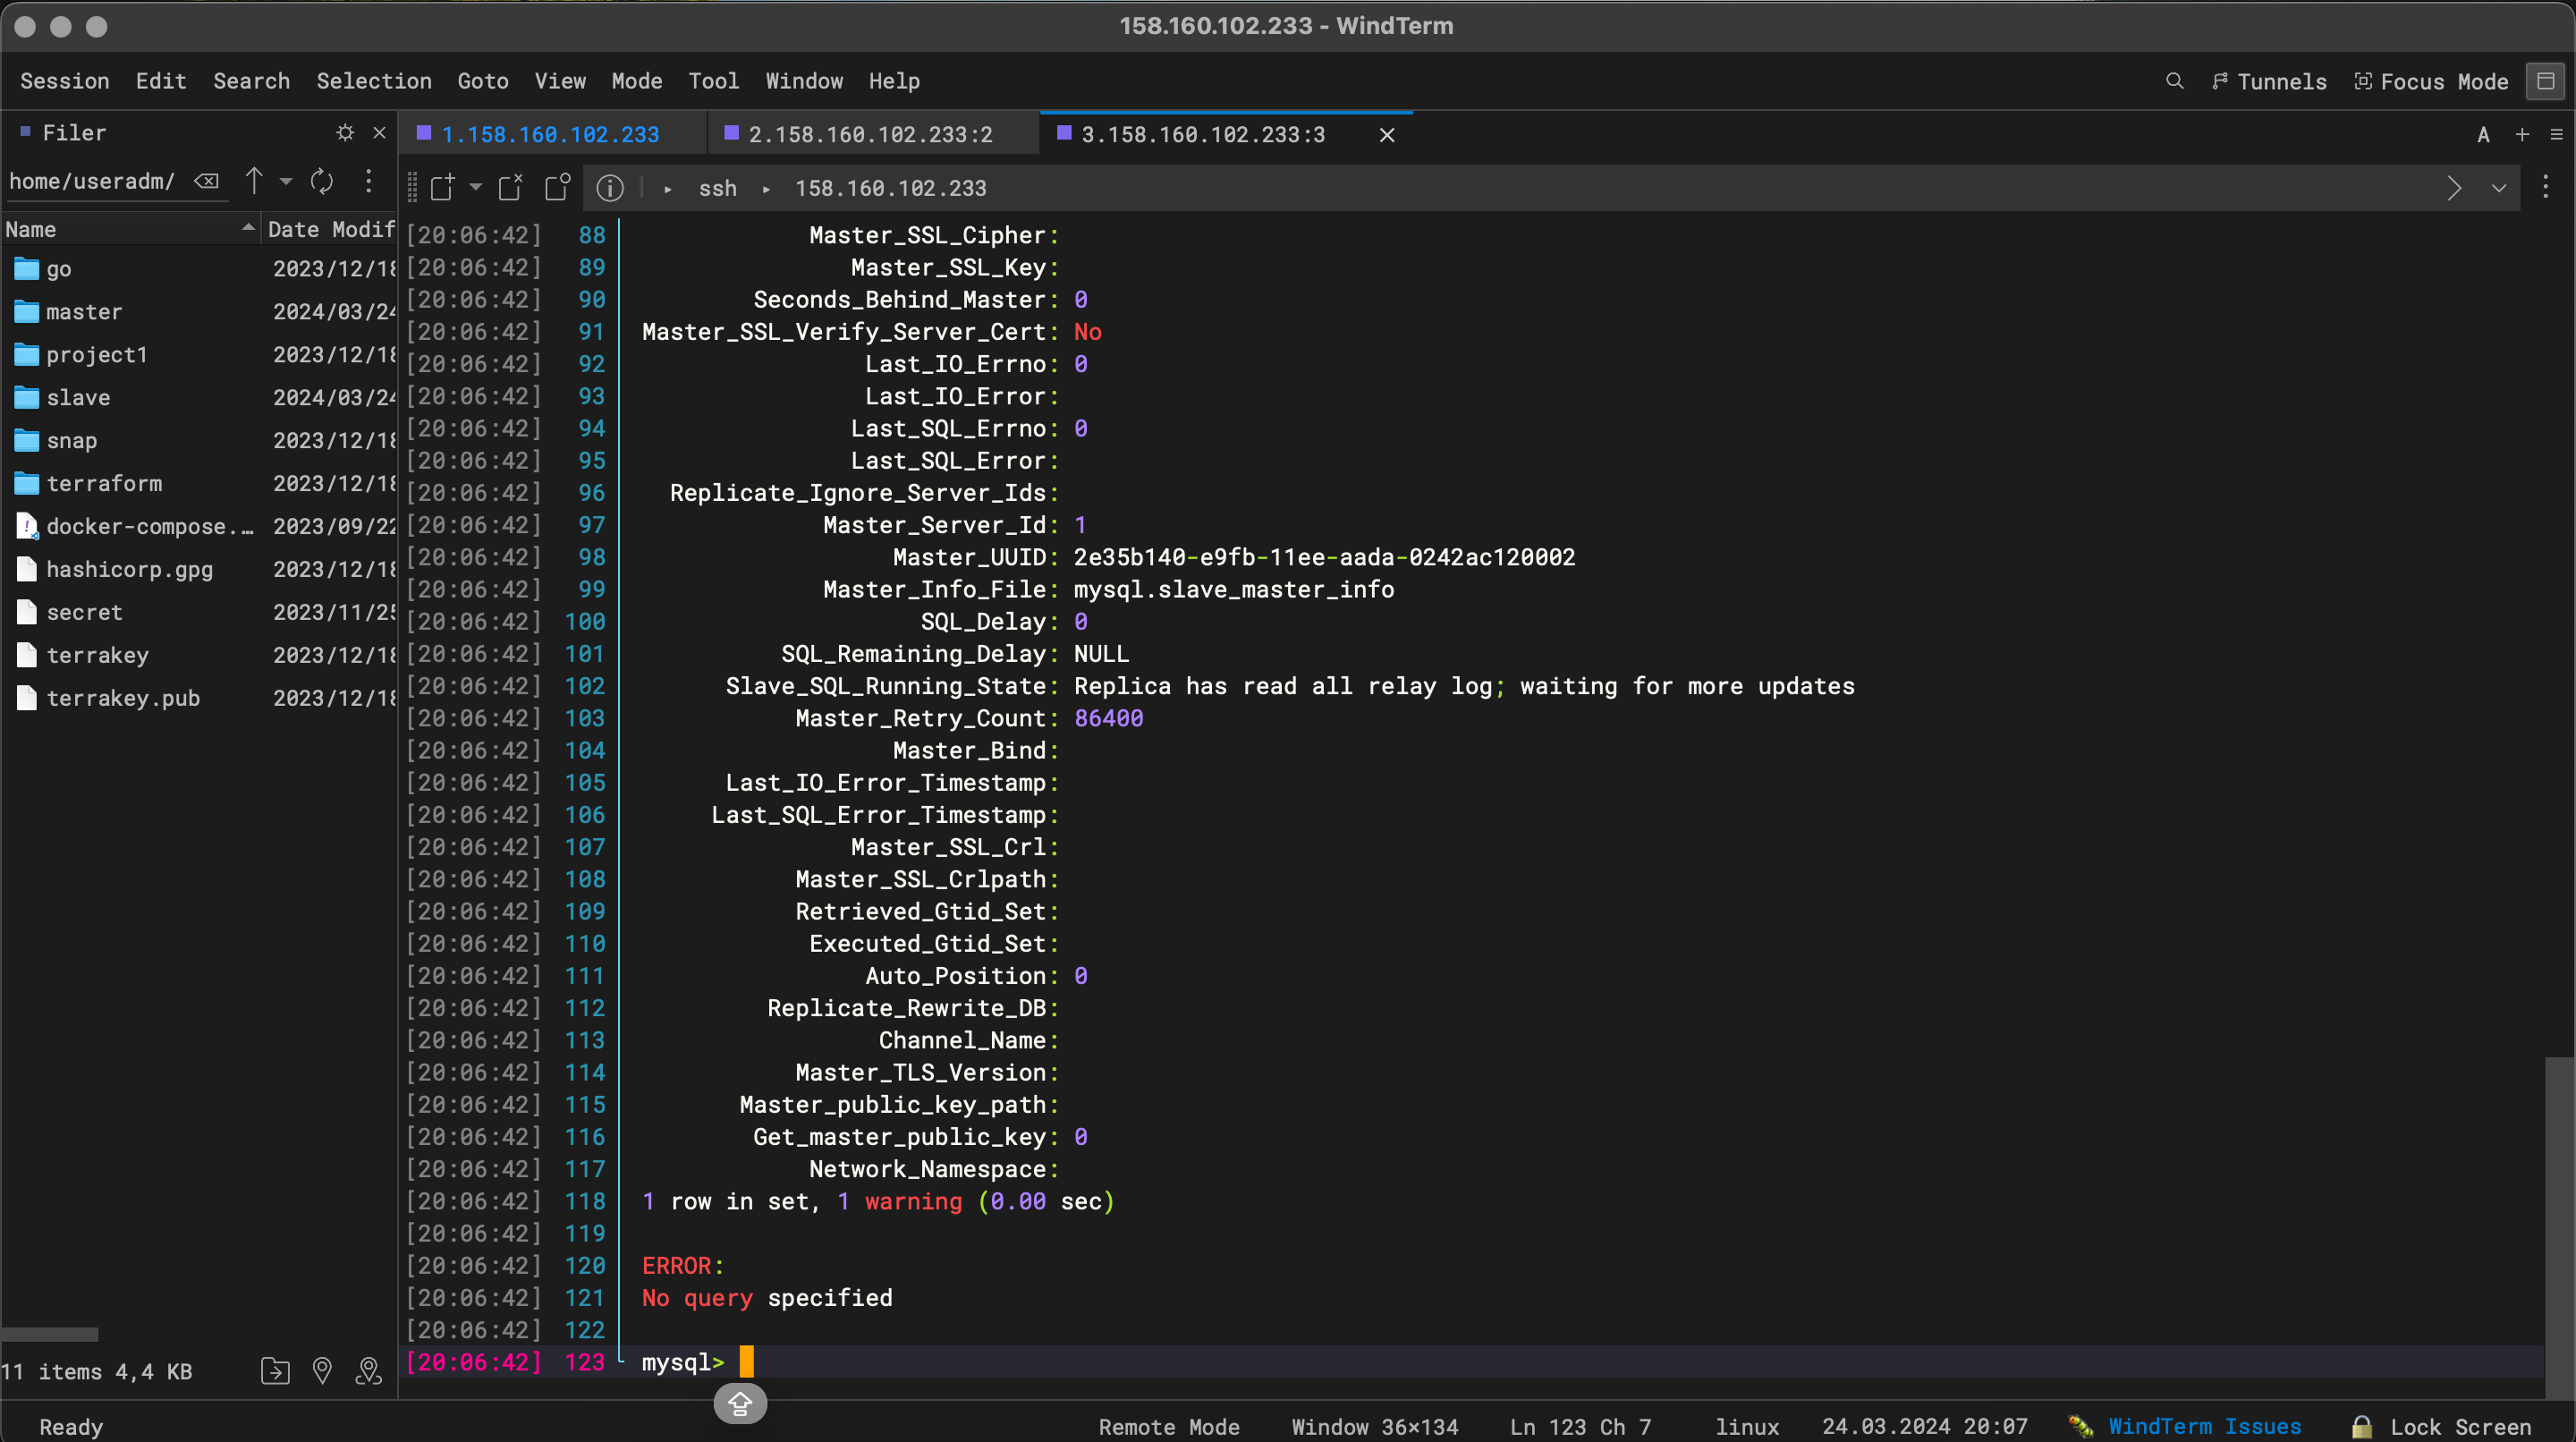 158.160.102.233 - WindTerm
Session Edit Search Selection Goto View Mode Tool Window Help Tunnels Focus Mode
Filer
1.158.160.102.233 2.158.160.102.233:2 3.158.160.102.233:3 A
home/useradm/
ssh 158.160.102.233
Name Date Modif
go 2023/12/18
master 2024/03/24
project1 2023/12/18
slave 2024/03/24
snap 2023/12/18
terraform 2023/12/18
docker-compose.… 2023/09/22
hashicorp.gpg 2023/12/18
secret 2023/11/25
terrakey 2023/12/18
terrakey.pub 2023/12/18
11 items 4,4 KB
[20:06:42] 88 Master_SSL_Cipher:
[20:06:42] 89 Master_SSL_Key:
[20:06:42] 90 Seconds_Behind_Master: 0
[20:06:42] 91 Master_SSL_Verify_Server_Cert: No
[20:06:42] 92 Last_IO_Errno: 0
[20:06:42] 93 Last_IO_Error:
[20:06:42] 94 Last_SQL_Errno: 0
[20:06:42] 95 Last_SQL_Error:
[20:06:42] 96 Replicate_Ignore_Server_Ids:
[20:06:42] 97 Master_Server_Id: 1
[20:06:42] 98 Master_UUID: 2e35b140-e9fb-11ee-aada-0242ac120002
[20:06:42] 99 Master_Info_File: mysql.slave_master_info
[20:06:42] 100 SQL_Delay: 0
[20:06:42] 101 SQL_Remaining_Delay: NULL
[20:06:42] 102 Slave_SQL_Running_State: Replica has read all relay log; waiting for more updates
[20:06:42] 103 Master_Retry_Count: 86400
[20:06:42] 104 Master_Bind:
[20:06:42] 105 Last_IO_Error_Timestamp:
[20:06:42] 106 Last_SQL_Error_Timestamp:
[20:06:42] 107 Master_SSL_Crl:
[20:06:42] 108 Master_SSL_Crlpath:
[20:06:42] 109 Retrieved_Gtid_Set:
[20:06:42] 110 Executed_Gtid_Set:
[20:06:42] 111 Auto_Position: 0
[20:06:42] 112 Replicate_Rewrite_DB:
[20:06:42] 113 Channel_Name:
[20:06:42] 114 Master_TLS_Version:
[20:06:42] 115 Master_public_key_path:
[20:06:42] 116 Get_master_public_key: 0
[20:06:42] 117 Network_Namespace:
[20:06:42] 118 1 row in set, 1 warning (0.00 sec)
[20:06:42] 119
[20:06:42] 120 ERROR:
[20:06:42] 121 No query specified
[20:06:42] 122
[20:06:42] 123 mysql>
Ready Remote Mode Window 36×134 Ln 123 Ch 7 linux 24.03.2024 20:07 WindTerm Issues Lock Screen